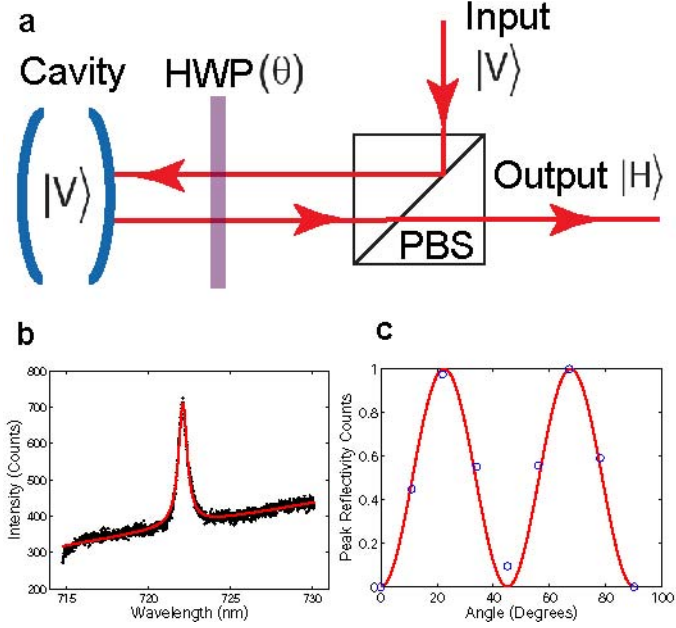 a
Input
Cavity HWP(θ) |V⟩
|V⟩
Output |H⟩
PBS
b
800
700
600
500
400
300
200
Intensity (Counts)
715 720 725 730
Wavelength (nm)
c
1
0.8
0.6
0.4
0.2
0
Peak Reflectivity Counts
0 20 40 60 80 100
Angle (Degrees)